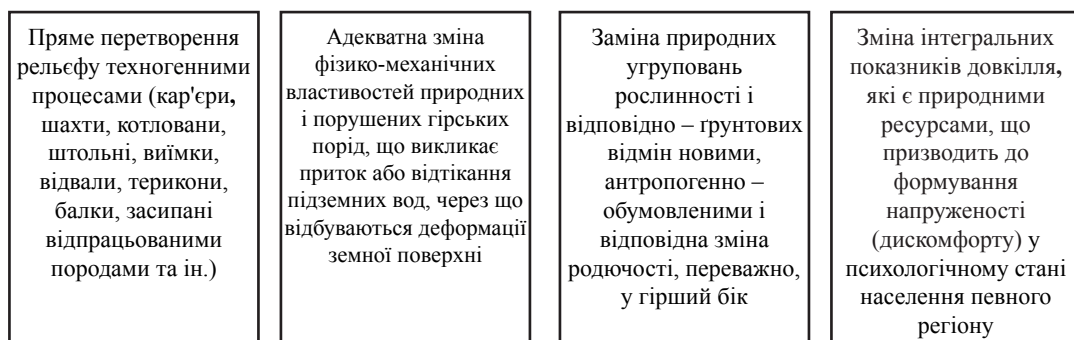 Пряме перетворення
рельєфу техногенними
процесами (кар'єри,
шахти, котловани,
штольні, виїмки,
відвали, терикони,
балки, засипані
відпрацьованими
породами та ін.)
Адекватна зміна
фізико-механічних
властивостей природних
і порушених гірських
порід, що викликає
приток або відтікання
підземних вод, через що
відбуваються деформації
земної поверхні
Заміна природних
угруповань
рослинності і
відповідно – ґрунтових
відмін новими,
антропогенно –
обумовленими і
відповідна зміна
родючості, переважно,
у гірший бік
Зміна інтегральних
показників довкілля,
які є природними
ресурсами, що
призводить до
формування
напруженості
(дискомфорту) у
психологічному стані
населення певного
регіону